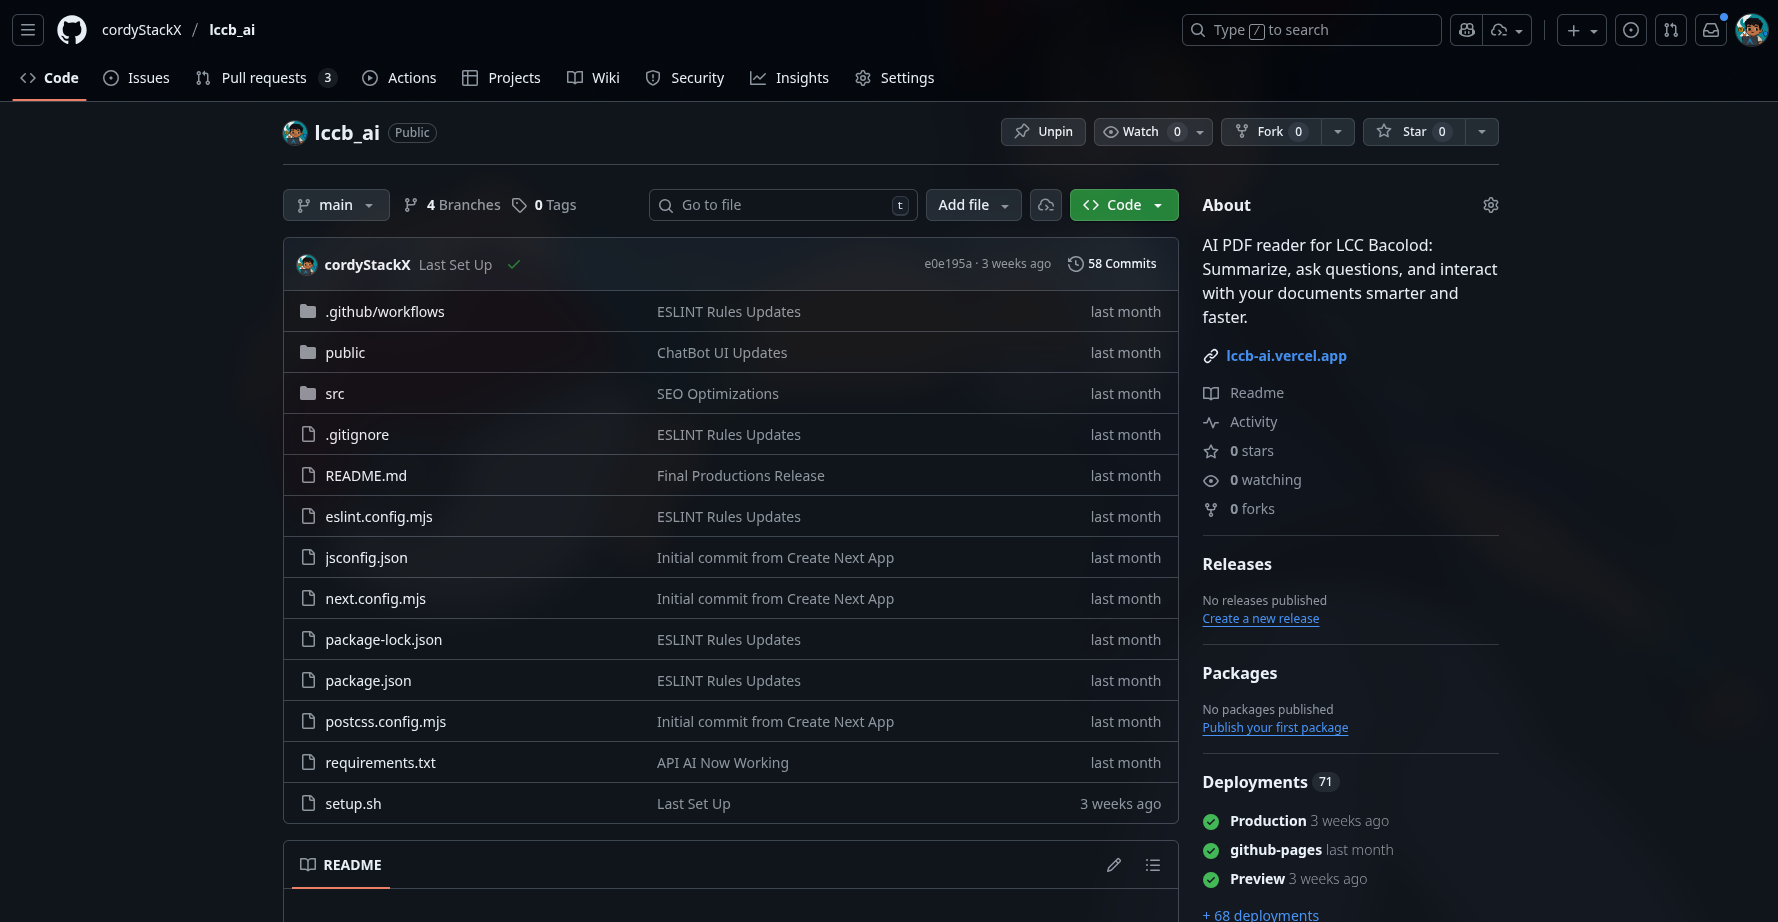 cordyStackX / lccb_ai
Type / to search
Code
Issues
Pull requests 3
Actions
Projects
Wiki
Security
Insights
Settings
lccb_ai Public
Unpin
Watch 0
Fork 0
Star 0
main
4 Branches
0 Tags
Go to file t
Add file
Code
cordyStackX Last Set Up
e0e195a · 3 weeks ago
58 Commits
.github/workflows ESLINT Rules Updates last month
public ChatBot UI Updates last month
src SEO Optimizations last month
.gitignore ESLINT Rules Updates last month
README.md Final Productions Release last month
eslint.config.mjs ESLINT Rules Updates last month
jsconfig.json Initial commit from Create Next App last month
next.config.mjs Initial commit from Create Next App last month
package-lock.json ESLINT Rules Updates last month
package.json ESLINT Rules Updates last month
postcss.config.mjs Initial commit from Create Next App last month
requirements.txt API AI Now Working last month
setup.sh Last Set Up 3 weeks ago
README
About
AI PDF reader for LCC Bacolod:
Summarize, ask questions, and interact
with your documents smarter and
faster.
lccb-ai.vercel.app
Readme
Activity
0 stars
0 watching
0 forks
Releases
No releases published
Create a new release
Packages
No packages published
Publish your first package
Deployments 71
Production 3 weeks ago
github-pages last month
Preview 3 weeks ago
+ 68 deployments